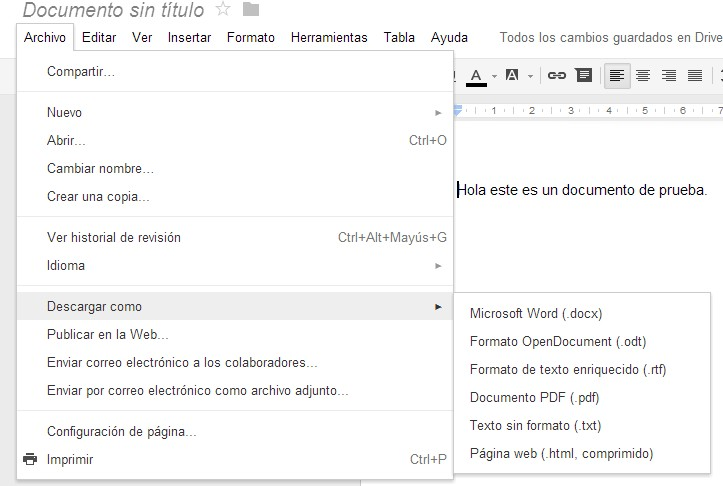 Documento sin título
Archivo Editar Ver Insertar Formato Herramientas Tabla Ayuda Todos los cambios guardados en Drive
Compartir...
A A
Nuevo
1 2 3 4 5 6 7
Abrir... Ctrl+O
Cambiar nombre...
Crear una copia...
Hola este es un documento de prueba.
Ver historial de revisión Ctrl+Alt+Mayús+G
Idioma
Descargar como
Microsoft Word (.docx)
Publicar en la Web...
Formato OpenDocument (.odt)
Enviar correo electrónico a los colaboradores...
Formato de texto enriquecido (.rtf)
Enviar por correo electrónico como archivo adjunto...
Documento PDF (.pdf)
Texto sin formato (.txt)
Configuración de página...
Página web (.html, comprimido)
Imprimir Ctrl+P